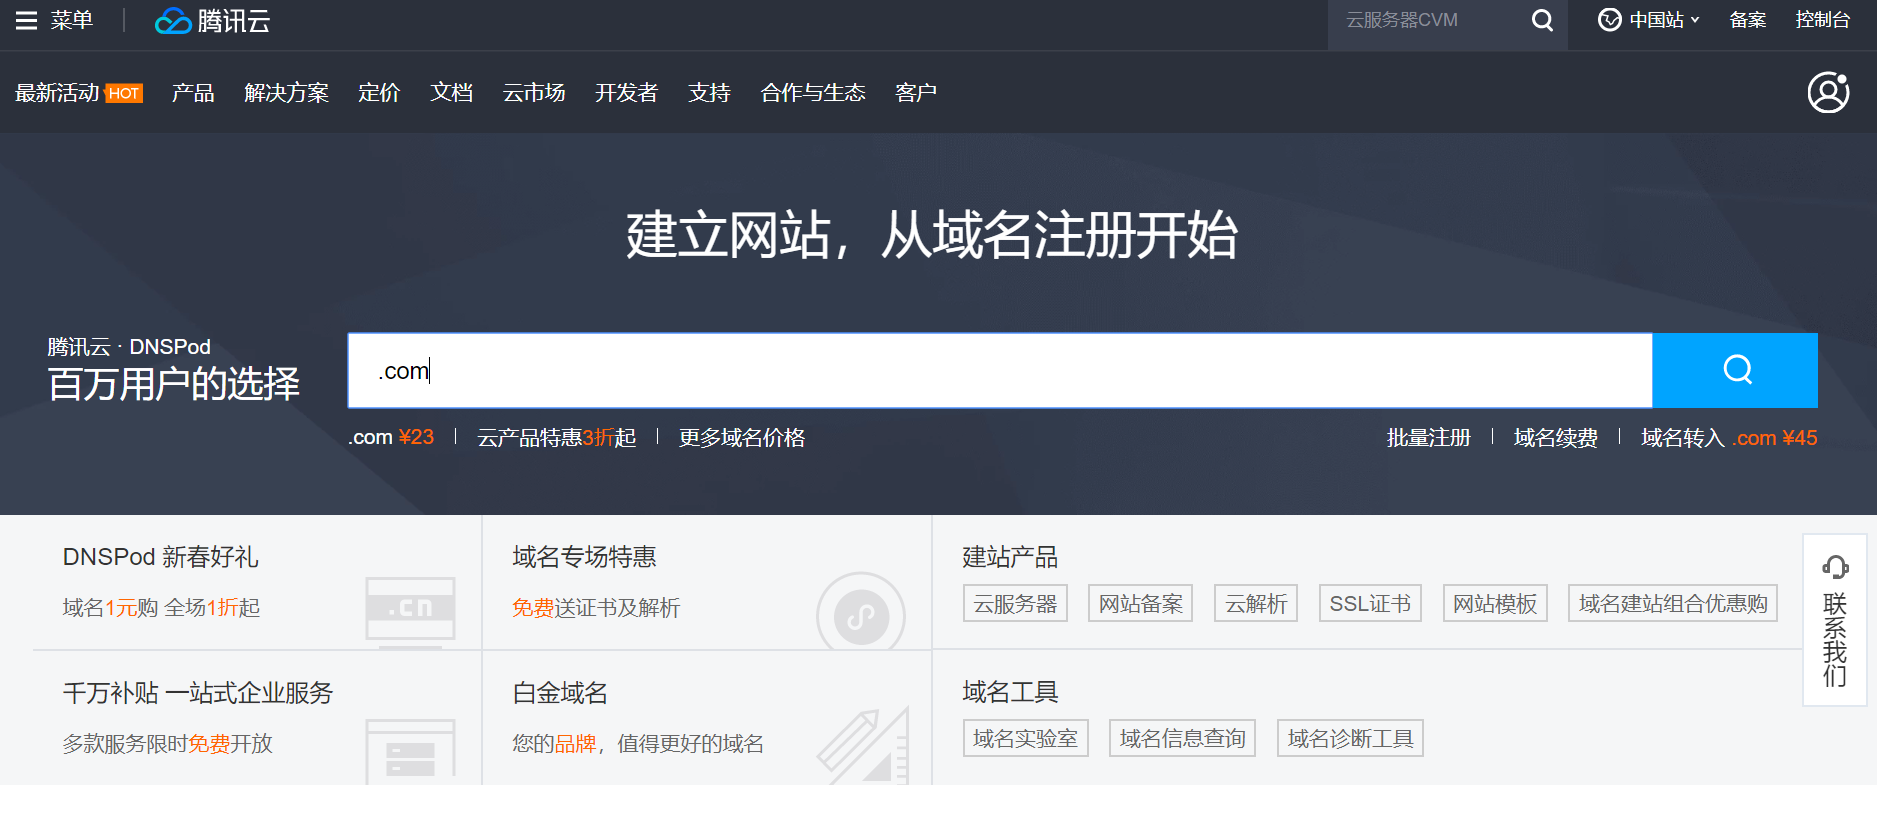 菜单
腾讯云
云服务器CVM
中国站
备案
控制台
最新活动 HOT 产品 解决方案 定价 文档 云市场 开发者 支持 合作与生态 客户
建立网站，从域名注册开始
腾讯云 · DNSPod
百万用户的选择
.com
.com ¥23 云产品特惠3折起 更多域名价格
批量注册 域名续费 域名转入 .com ¥45
DNSPod 新春好礼
域名1元购 全场1折起
.cn
域名专场特惠
免费送证书及解析
建站产品
云服务器 网站备案 云解析 SSL证书 网站模板 域名建站组合优惠购
千万补贴 一站式企业服务
多款服务限时免费开放
白金域名
您的品牌，值得更好的域名
域名工具
域名实验室 域名信息查询 域名诊断工具
联系我们